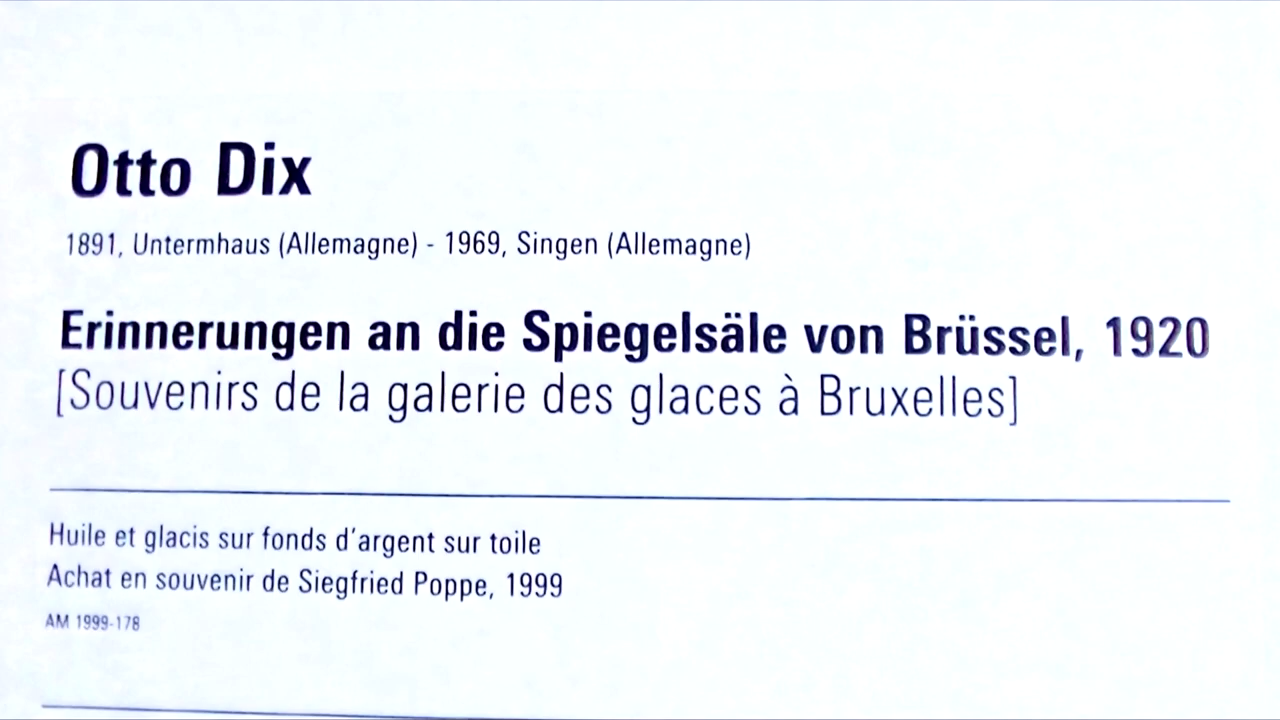 Otto Dix
1891, Untermhaus (Allemagne) - 1969, Singen (Allemagne)
Erinnerungen an die Spiegelsäle von Brüssel, 1920
[Souvenirs de la galerie des glaces à Bruxelles]
Huile et glacis sur fonds d'argent sur toile
Achat en souvenir de Siegfried Poppe, 1999
AM 1999-178